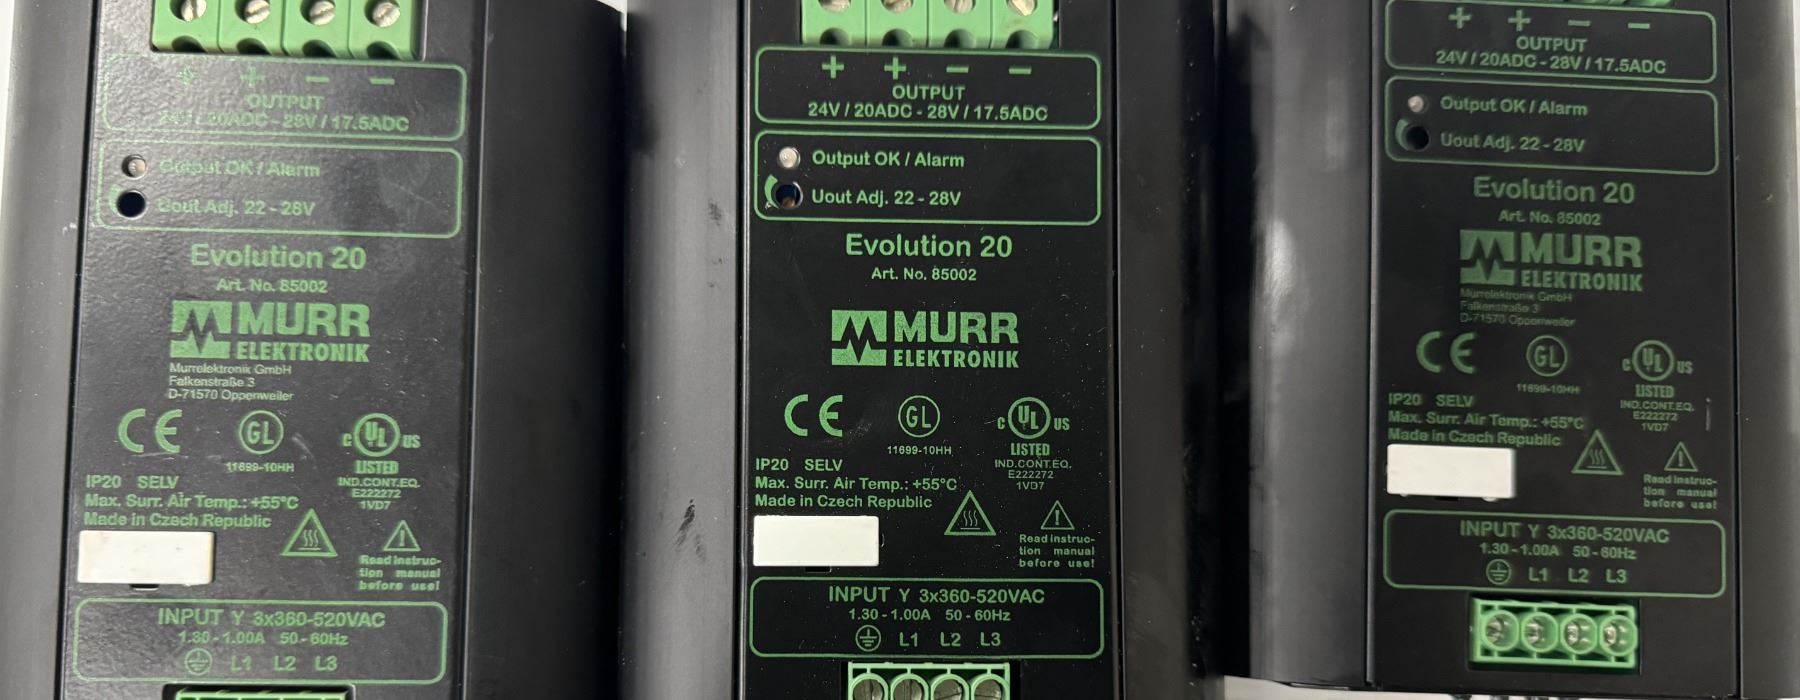 + + − −
OUTPUT
24V / 20ADC - 28V / 17.5ADC
Output OK / Alarm
Uout Adj. 22 - 28V
Evolution 20
Art. No. 85002
MURR
ELEKTRONIK
Murrelektronik GmbH
Falkenstraße 3
D-71570 Oppenweiler
CE
GL
11699-10HH
c UL us
LISTED
IND.CONT.EQ.
E222272
1VD7
IP20 SELV
Max. Surr. Air Temp.: +55°C
Made in Czech Republic
Read instruc-
tion manual
before use!
INPUT Y 3x360-520VAC
1.30-1.00A 50-60Hz
L1 L2 L3
+ + − −
OUTPUT
24V / 20ADC - 28V / 17.5ADC
Output OK / Alarm
Uout Adj. 22 - 28V
Evolution 20
Art. No. 85002
MURR
ELEKTRONIK
CE
GL
11699-10HH
c UL us
LISTED
IND.CONT.EQ.
E222272
1VD7
IP20 SELV
Max. Surr. Air Temp.: +55°C
Made in Czech Republic
Read instruc-
tion manual
before use!
INPUT Y 3x360-520VAC
1.30-1.00A 50-60Hz
L1 L2 L3
+ + − −
OUTPUT
24V / 20ADC - 28V / 17.5ADC
Output OK / Alarm
Uout Adj. 22 - 28V
Evolution 20
Art. No. 85002
MURR
ELEKTRONIK
Murrelektronik GmbH
Falkenstraße 3
D-71570 Oppenweiler
CE
GL
11699-10HH
c UL us
LISTED
IND.CONT.EQ.
E222272
1VD7
IP20 SELV
Max. Surr. Air Temp.: +55°C
Made in Czech Republic
Read instruc-
tion manual
before use!
INPUT Y 3x360-520VAC
1.30-1.00A 50-60Hz
L1 L2 L3